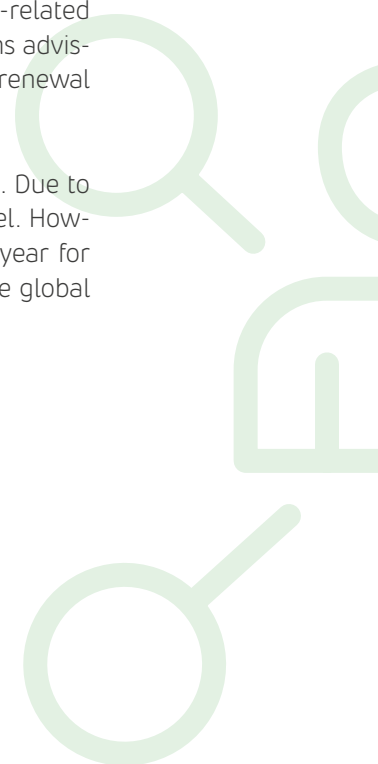 -related
ns advis-
renewal
. Due to
el. How-
year for
e global